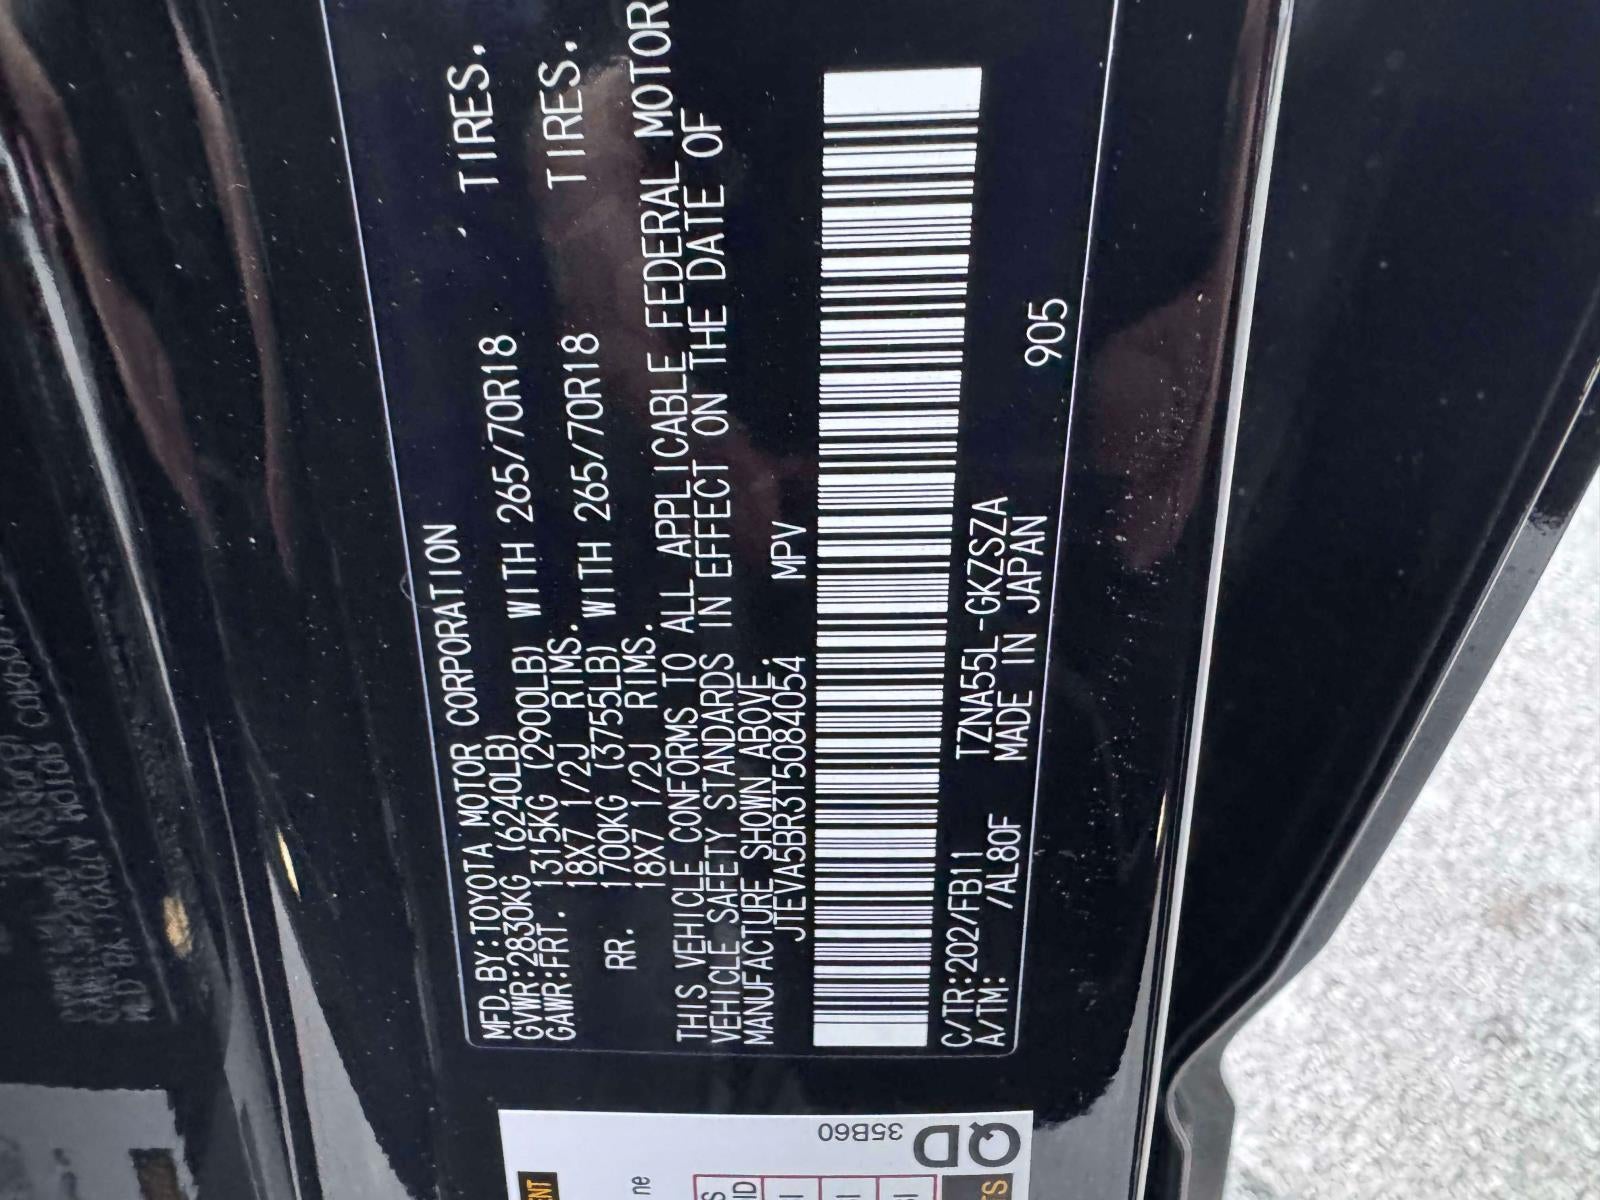 MFD.BY:TOYOTA MOTOR CORPORATION
GVWR:2830KG (6240LB)
GAWR:FRT. 1315KG (2900LB) WITH 265/70R18 TIRES.
18X7 1/2J RIMS.
RR. 1700KG (3755LB) WITH 265/70R18 TIRES.
18X7 1/2J RIMS.
THIS VEHICLE CONFORMS TO ALL APPLICABLE FEDERAL MOTOR
VEHICLE SAFETY STANDARDS IN EFFECT ON THE DATE OF
MANUFACTURE SHOWN ABOVE.
JTEVA5BR3T5084054 MPV
C/TR:202/FB11 TZNA55L-GKZSZA
A/TM: /AL80F MADE IN JAPAN 905
QD
35B60